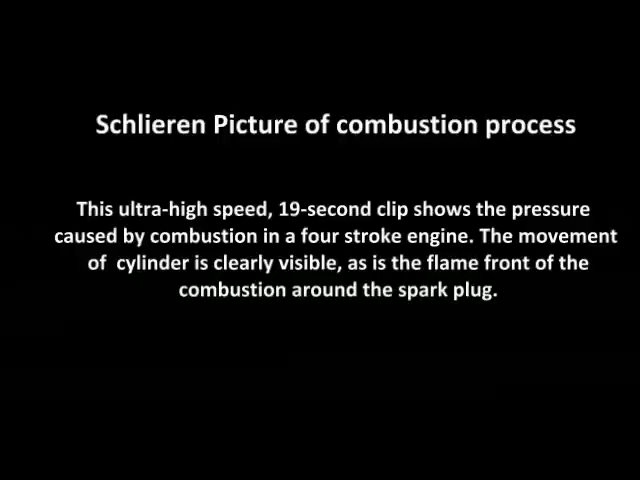 Schlieren Picture of combustion process
This ultra-high speed, 19-second clip shows the pressure
caused by combustion in a four stroke engine. The movement
of  cylinder is clearly visible, as is the flame front of the
combustion around the spark plug.